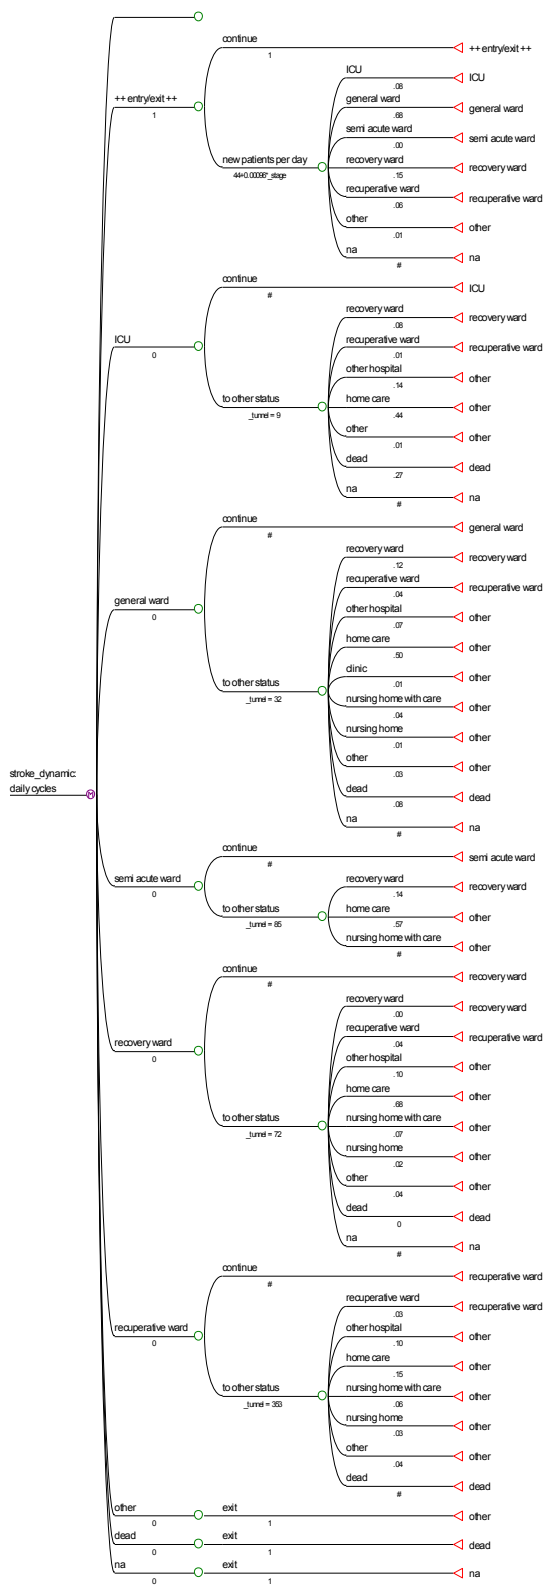 continue
1
++ entry/exit ++
++ entry/exit ++
1
ICU
.08
ICU
general ward
.68
general ward
semi acute ward
.00
semi acute ward
new patients per day
44+0.00096*_stage
recovery ward
.15
recovery ward
recuperative ward
.06
recuperative ward
other
.01
other
na
#
na
continue
#
ICU
ICU
0
recovery ward
.08
recovery ward
recuperative ward
.01
recuperative ward
other hospital
.14
other
to other status
_tunnel = 9
home care
.44
other
other
.01
other
dead
.27
dead
na
#
na
continue
#
general ward
general ward
0
recovery ward
.12
recovery ward
recuperative ward
.04
recuperative ward
other hospital
.07
other
home care
.50
other
clinic
.01
other
to other status
_tunnel = 32
nursing home with care
.04
other
nursing home
.01
other
other
.03
other
dead
.08
dead
na
#
na
stroke_dynamic:
daily cycles
M
continue
#
semi acute ward
semi acute ward
0
recovery ward
.14
recovery ward
to other status
_tunnel = 85
home care
.57
other
nursing home with care
#
other
continue
#
recovery ward
recovery ward
0
recovery ward
.00
recovery ward
recuperative ward
.04
recuperative ward
other hospital
.10
other
home care
.68
other
to other status
_tunnel = 72
nursing home with care
.07
other
nursing home
.02
other
other
.04
other
dead
0
dead
na
#
na
continue
#
recuperative ward
recuperative ward
0
recuperative ward
.03
recuperative ward
other hospital
.10
other
home care
.15
other
to other status
_tunnel = 353
nursing home with care
.06
other
nursing home
.03
other
other
.04
other
dead
#
dead
other
0
exit
1
other
dead
0
exit
1
dead
na
0
exit
1
na